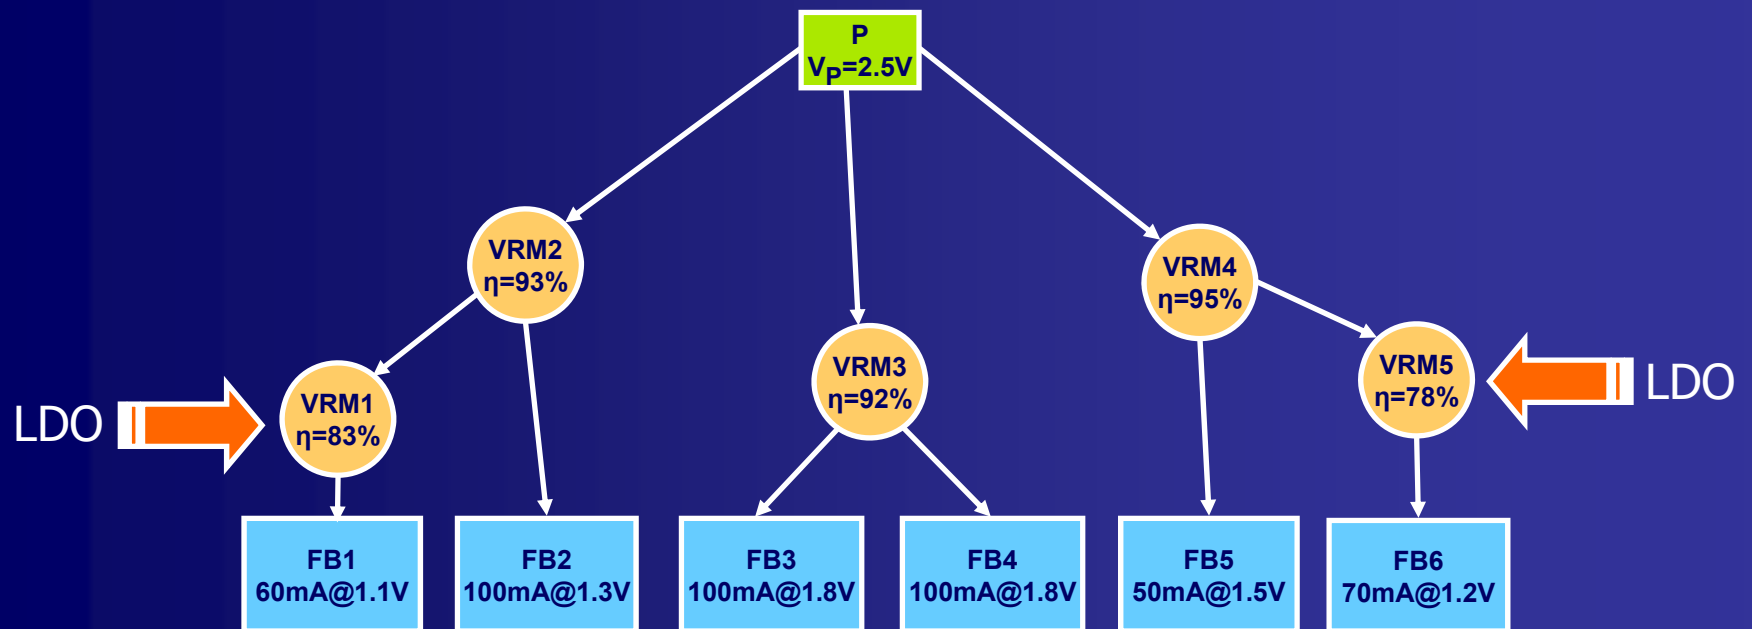 P
VP=2.5V
VRM2
η=93%
VRM4
η=95%
VRM3
η=92%
VRM5
η=78%
LDO
LDO
VRM1
η=83%
FB1
60mA@1.1V
FB2
100mA@1.3V
FB3
100mA@1.8V
FB4
100mA@1.8V
FB5
50mA@1.5V
FB6
70mA@1.2V